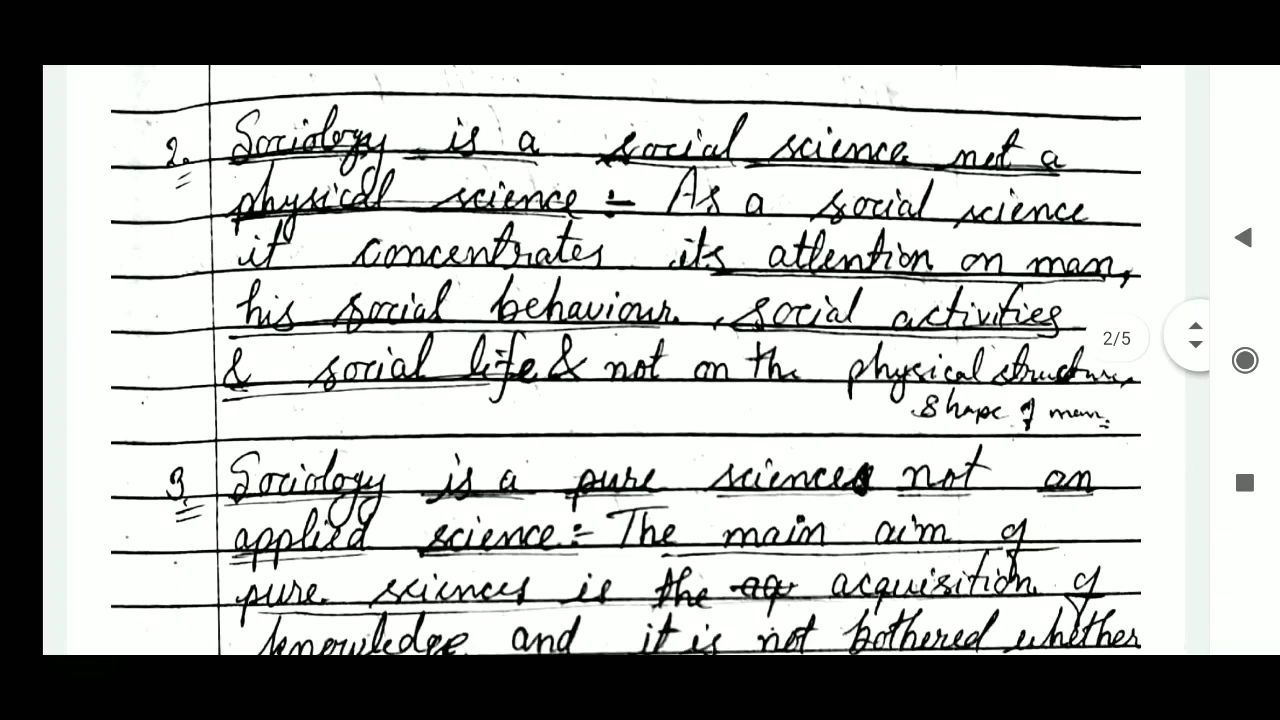 2. Sociology is a social science not a
physical science := As a social science
it concentrates its attention on man,
his social behaviour, social activities
& social life & not on the physical structure,
shape of man.
3. Sociology is a pure science not an
applied science := The main aim of
pure sciences is the acquisition of
knowledge and it is not bothered whether
2/5